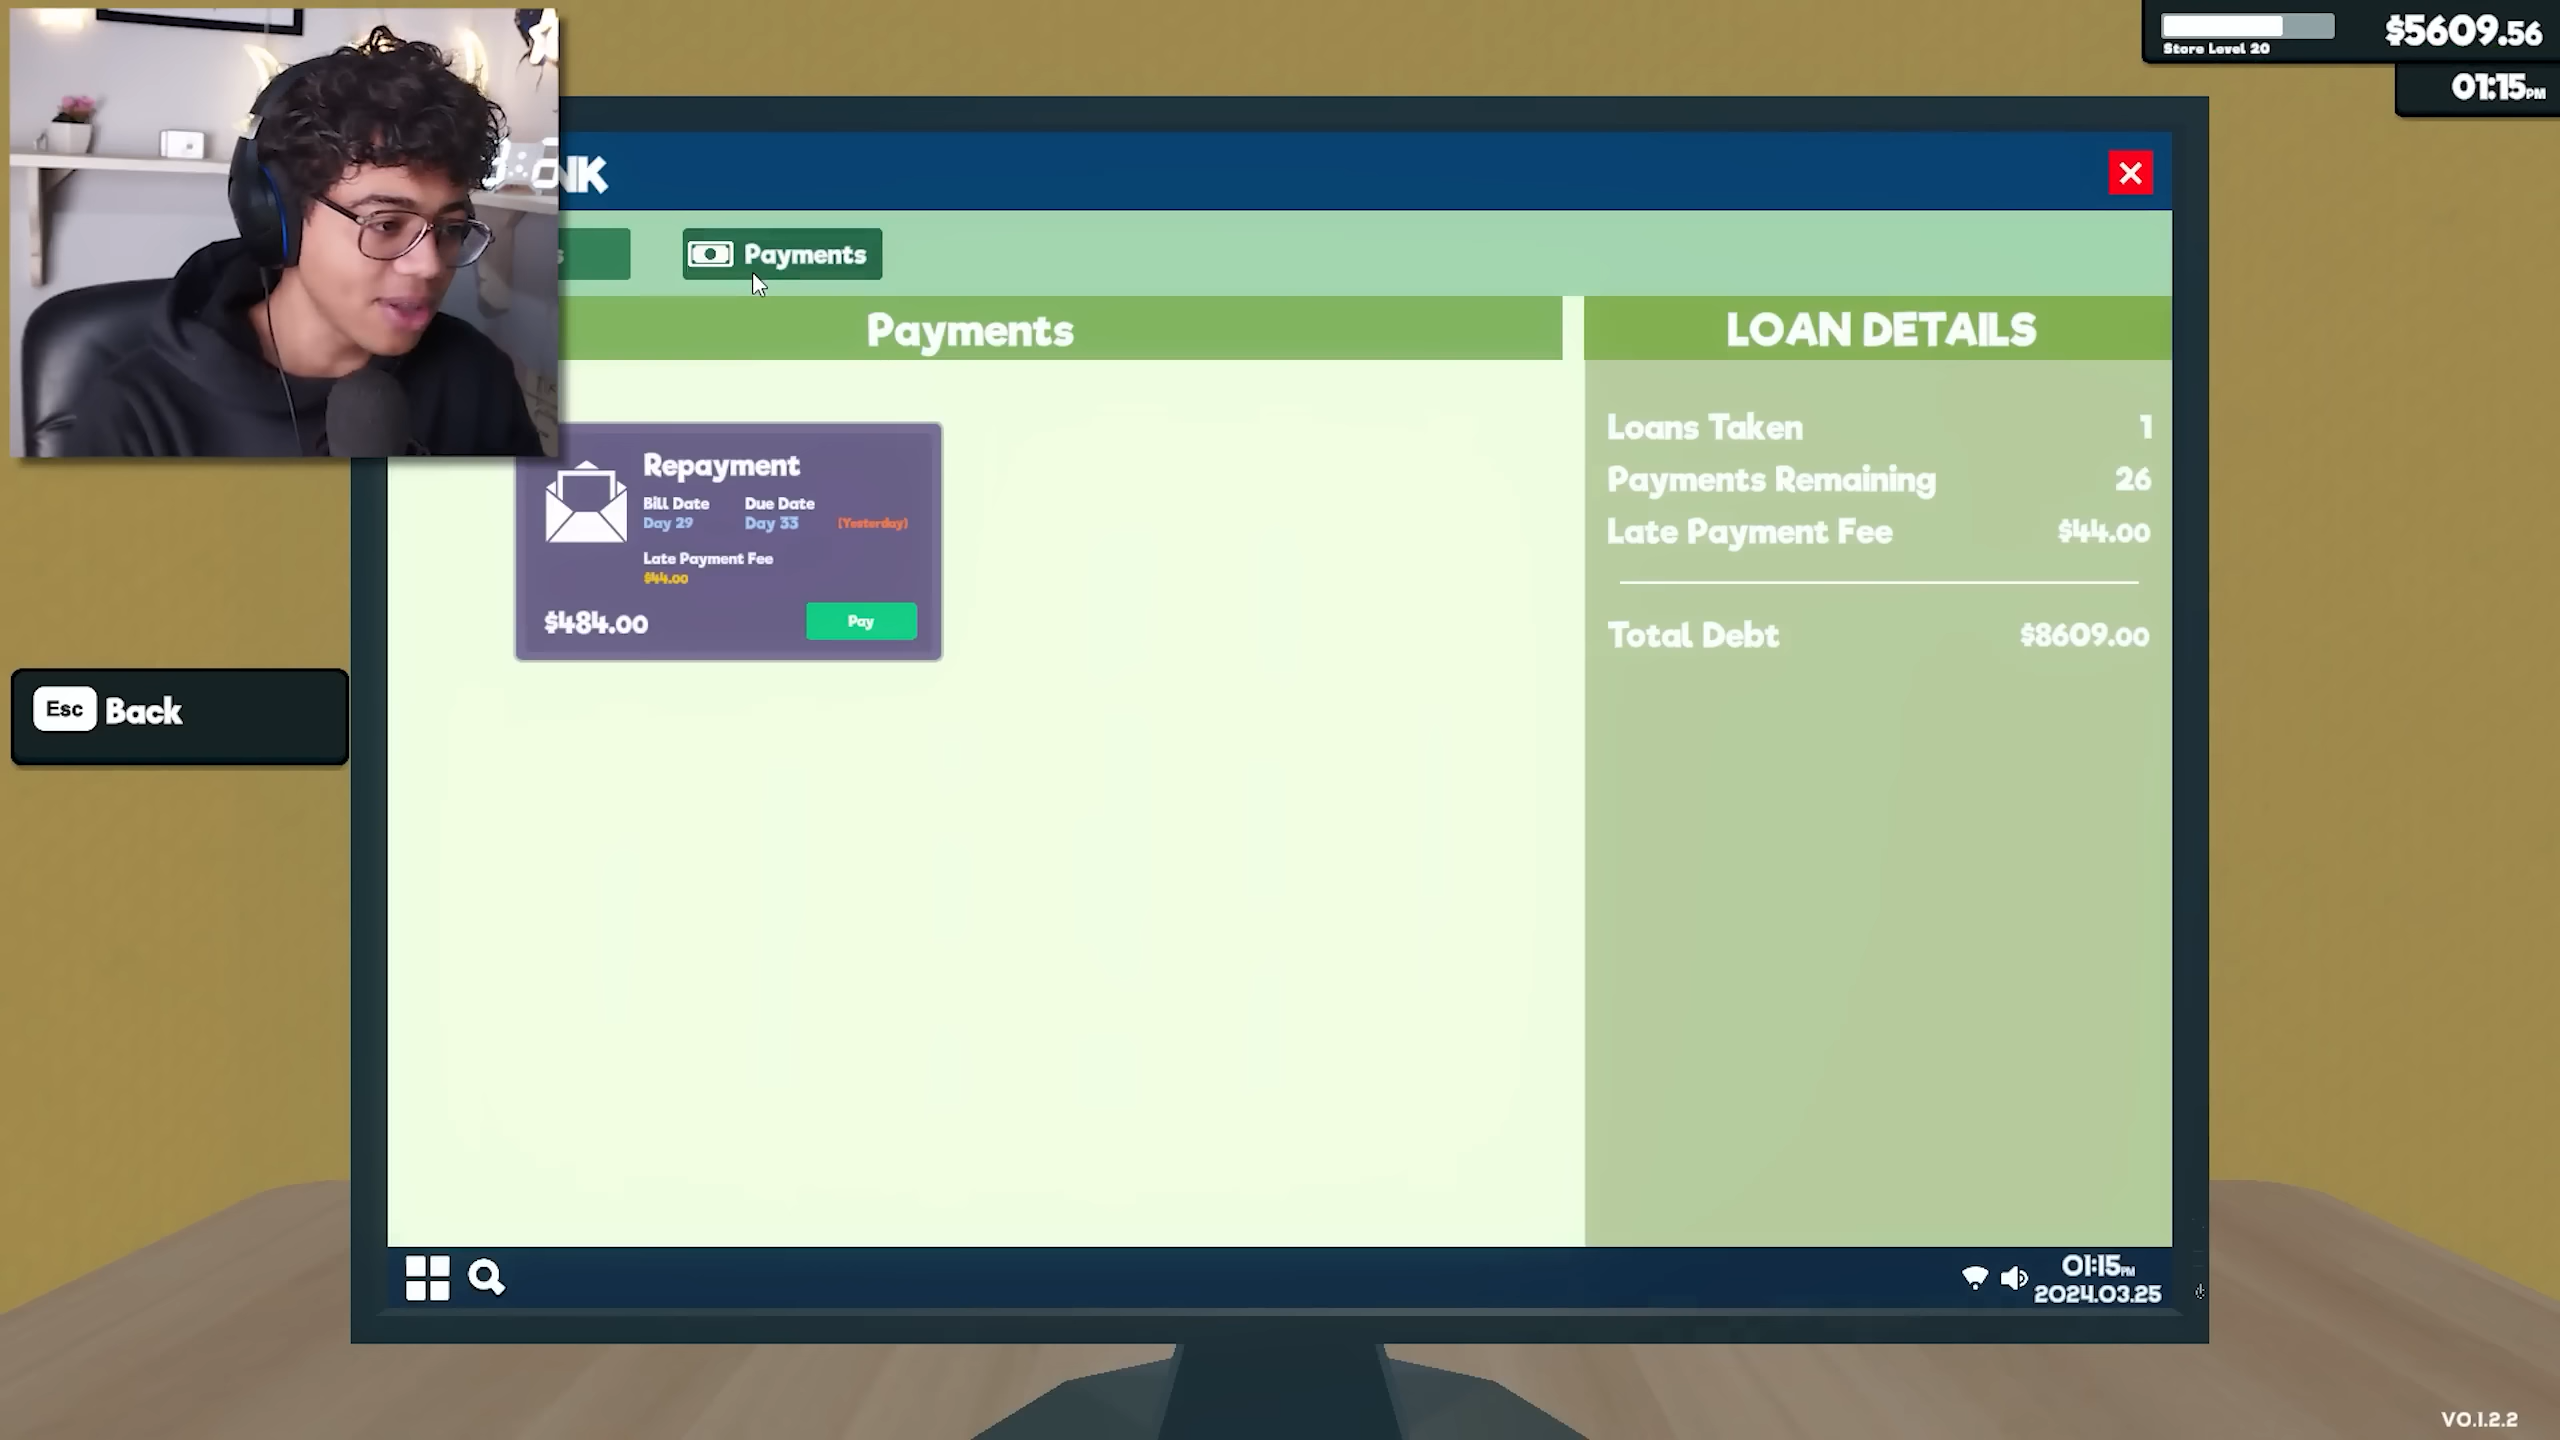 $5609.56
Store Level 20
01:15PM
NK
Payments
Payments
LOAN DETAILS
Repayment
Bill Date
Due Date
Day 29
Day 33
(Yesterday)
Late Payment Fee
$44.00
$484.00
Pay
Loans Taken
1
Payments Remaining
26
Late Payment Fee
$44.00
Total Debt
$8609.00
Esc Back
01:15PM
2024.03.25
V0.1.2.2